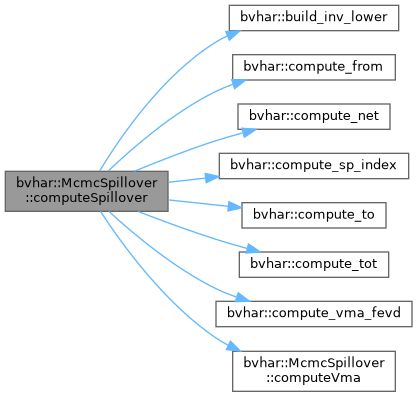 bvhar::McmcSpillover
::computeSpillover
bvhar::build_inv_lower
bvhar::compute_from
bvhar::compute_net
bvhar::compute_sp_index
bvhar::compute_to
bvhar::compute_tot
bvhar::compute_vma_fevd
bvhar::McmcSpillover
::computeVma